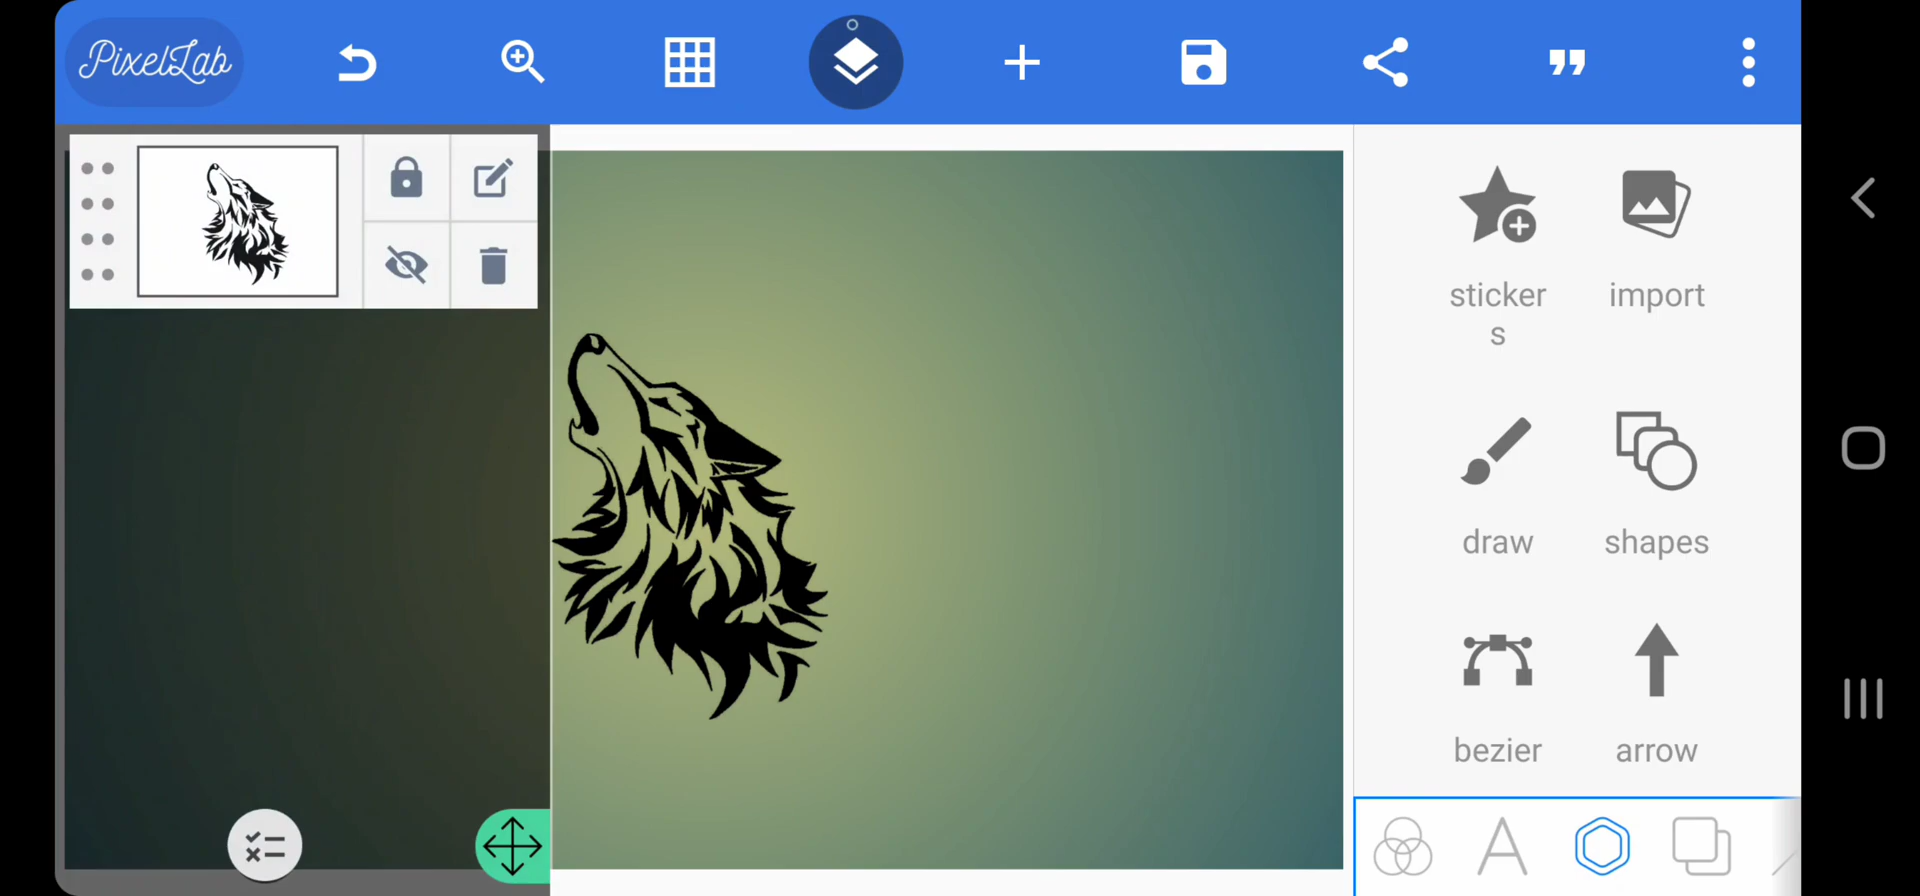 PixelLab
sticker
s
import
draw
shapes
bezier
arrow